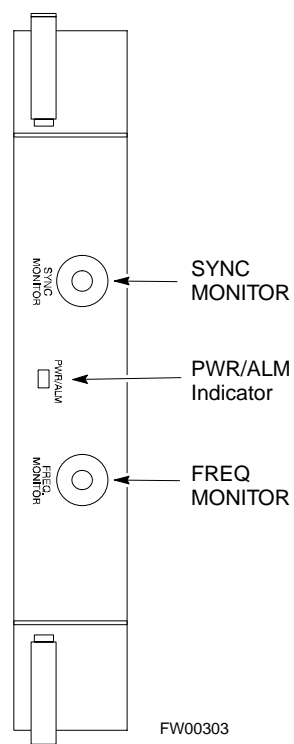 SYNC
MONITOR
SYNC
MONITOR
PWR/ALM
PWR/ALM
Indicator
FREQ.
MONITOR
FREQ
MONITOR
FW00303